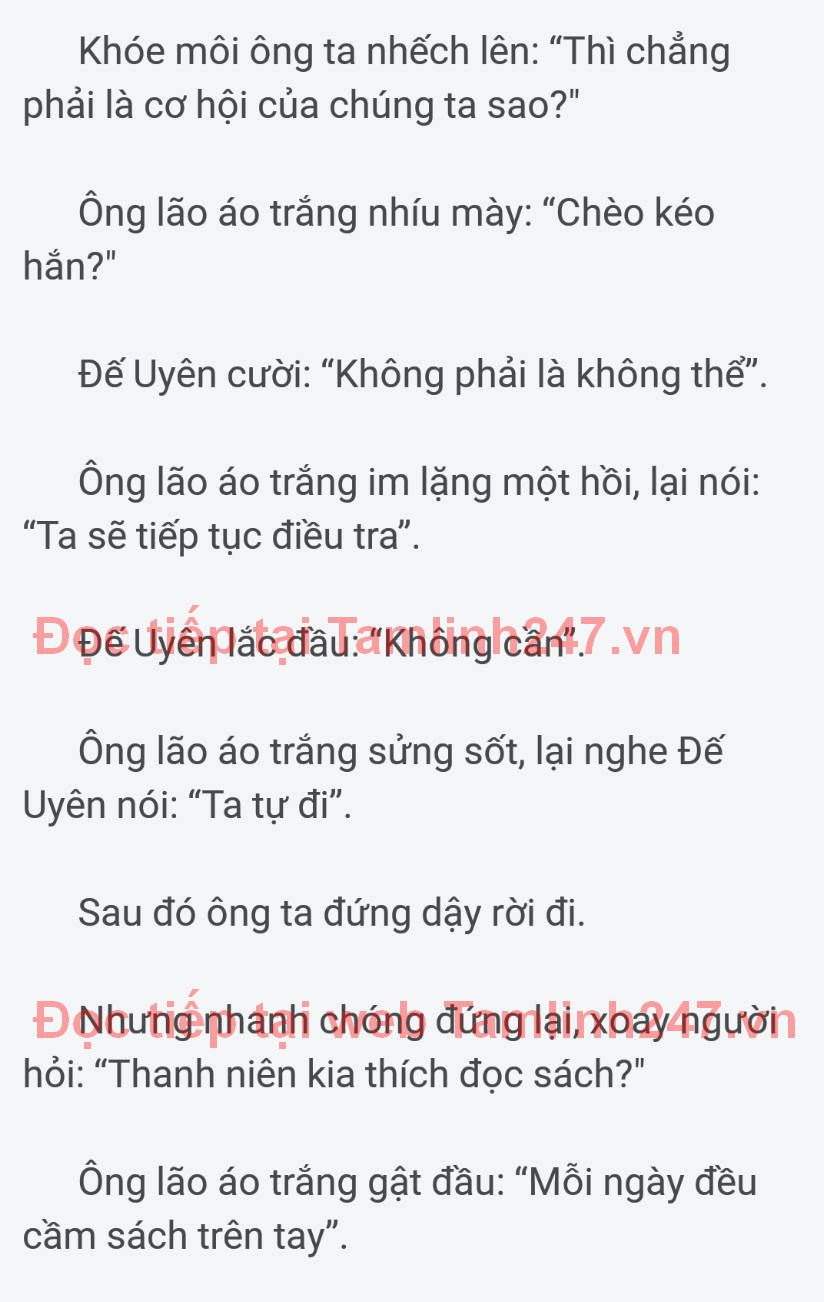 Khóe môi ông ta nhếch lên: “Thì chẳng
phải là cơ hội của chúng ta sao?"
Ông lão áo trắng nhíu mày: “Chèo kéo
hắn?"
Đế Uyên cười: “Không phải là không thể”.
Ông lão áo trắng im lặng một hồi, lại nói:
“Ta sẽ tiếp tục điều tra”.
Đọc tiếp tại Tamlinh247.vn
Đế Uyên lắc đầu: “Không cần”.
Ông lão áo trắng sửng sốt, lại nghe Đế
Uyên nói: “Ta tự đi”.
Sau đó ông ta đứng dậy rời đi.
Đọc tiếp tại web Tamlinh247.vn
Nhưng nhanh chóng đứng lại, xoay người
hỏi: “Thanh niên kia thích đọc sách?"
Ông lão áo trắng gật đầu: “Mỗi ngày đều
cầm sách trên tay”.